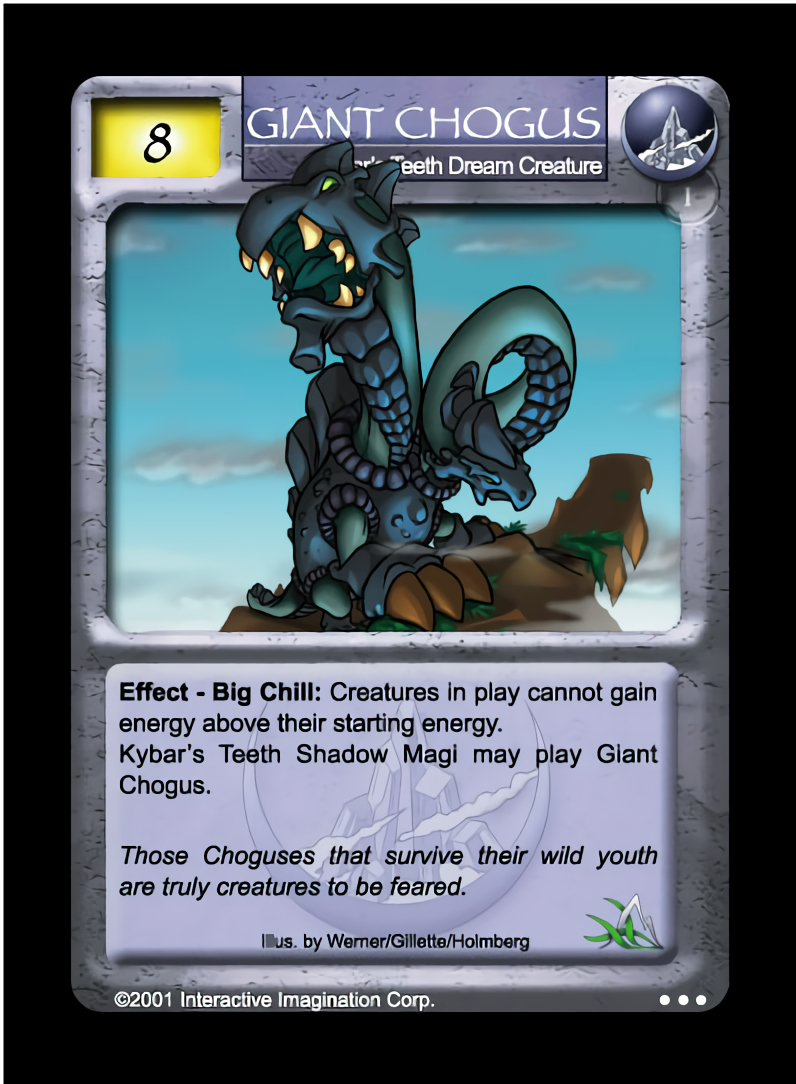 8
GIANT CHOGUS
r's Teeth Dream Creature
1
Effect - Big Chill: Creatures in play cannot gain
energy above their starting energy.
Kybar's Teeth Shadow Magi may play Giant
Chogus.
Those Choguses that survive their wild youth
are truly creatures to be feared.
Illus. by Werner/Gillette/Holmberg
©2001 Interactive Imagination Corp.